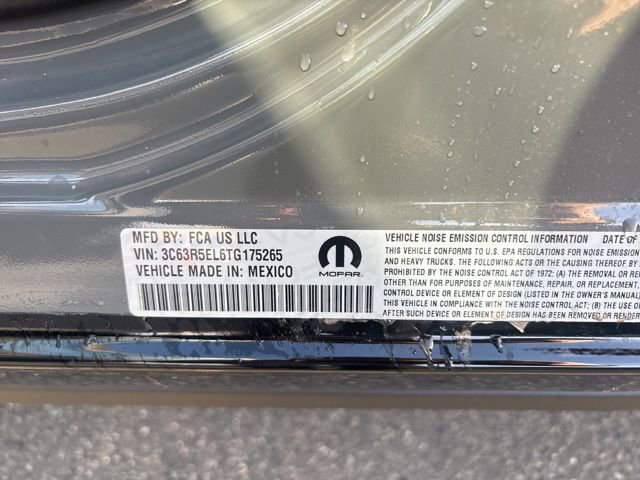 MFD BY: FCA US LLC
VIN: 3C63R5EL6TG175265
VEHICLE MADE IN: MEXICO
MOPAR
VEHICLE NOISE EMISSION CONTROL INFORMATION
THIS VEHICLE CONFORMS TO U.S. EPA REGULATIONS FOR NOISE EMISSION
AND HEAVY TRUCKS. THE FOLLOWING ACTS OR THE CAUSING THEREOF BY
PROHIBITED BY THE NOISE CONTROL ACT OF 1972: (A) THE REMOVAL OR
THAN FOR PURPOSES OF MAINTENANCE, REPAIR, OR REPLACEMENT,
CONTROL DEVICE OR ELEMENT OF DESIGN (LISTED IN THE OWNER'S MANUAL)
THIS VEHICLE IN COMPLIANCE WITH THE NOISE CONTROL ACT; (B) THE USE OF
AFTER SUCH DEVICE OR ELEMENT OF DESIGN HAS BEEN REMOVED OR RENDER